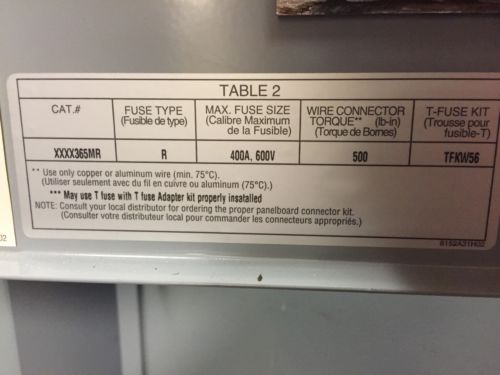 TABLE 2
CAT.# FUSE TYPE MAX. FUSE SIZE WIRE CONNECTOR T-FUSE KIT
(Fusible de type) (Calibre Maximum TORQUE** (lb-in) (Trousse pour
de la Fusible) (Torque de Bornes) fusible-T)
XXXX365MR R 400A, 600V 500 TFKW56
** Use only copper or aluminum wire (min. 75°C).
(Utiliser seulement avec du fil en cuivre ou aluminum (75°C).)
*** May use T fuse with T fuse Adapter kit properly insatalled
NOTE: Consult your local distributor for ordering the proper panelboard connector kit.
(Consulter votre distributeur local pour commander les connecteurs appropriés.)
8152A31H02
02